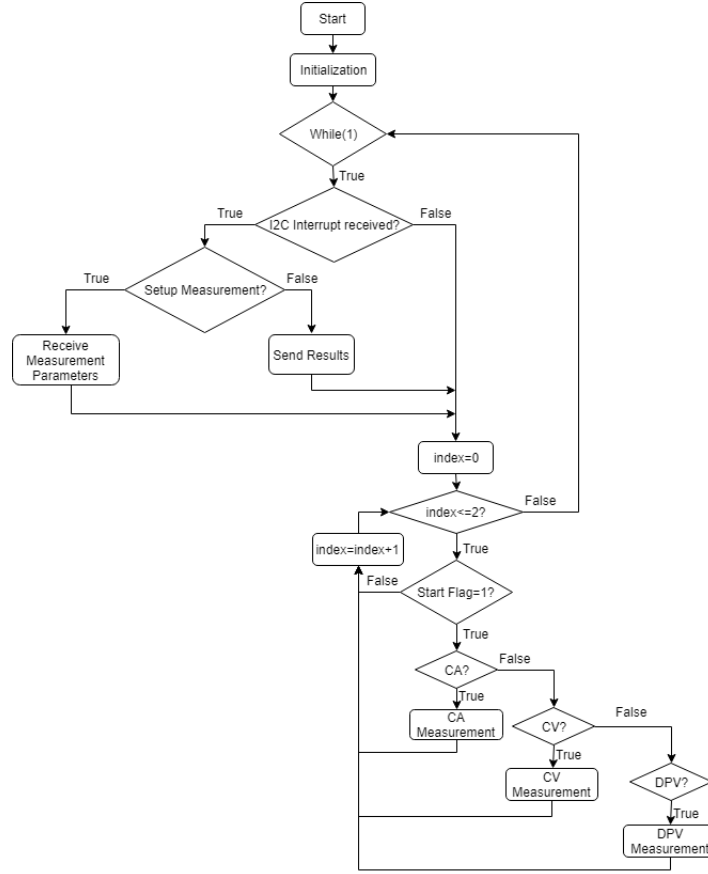 Start
Initialization
While(1)
True
I2C Interrupt received?
True
False
Setup Measurement?
True
False
Receive
Measurement
Parameters
Send Results
index=0
index<=2?
False
index=index+1
True
False
Start Flag=1?
True
CA?
False
True
CA
Measurement
CV?
False
True
CV
Measurement
DPV?
True
DPV
Measurement